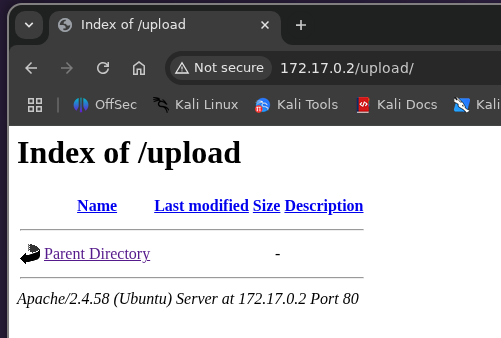 Index of /upload
Not secure 172.17.0.2/upload/
OffSec Kali Linux Kali Tools Kali Docs Kali
Index of /upload
Name Last modified Size Description
Parent Directory -
Apache/2.4.58 (Ubuntu) Server at 172.17.0.2 Port 80